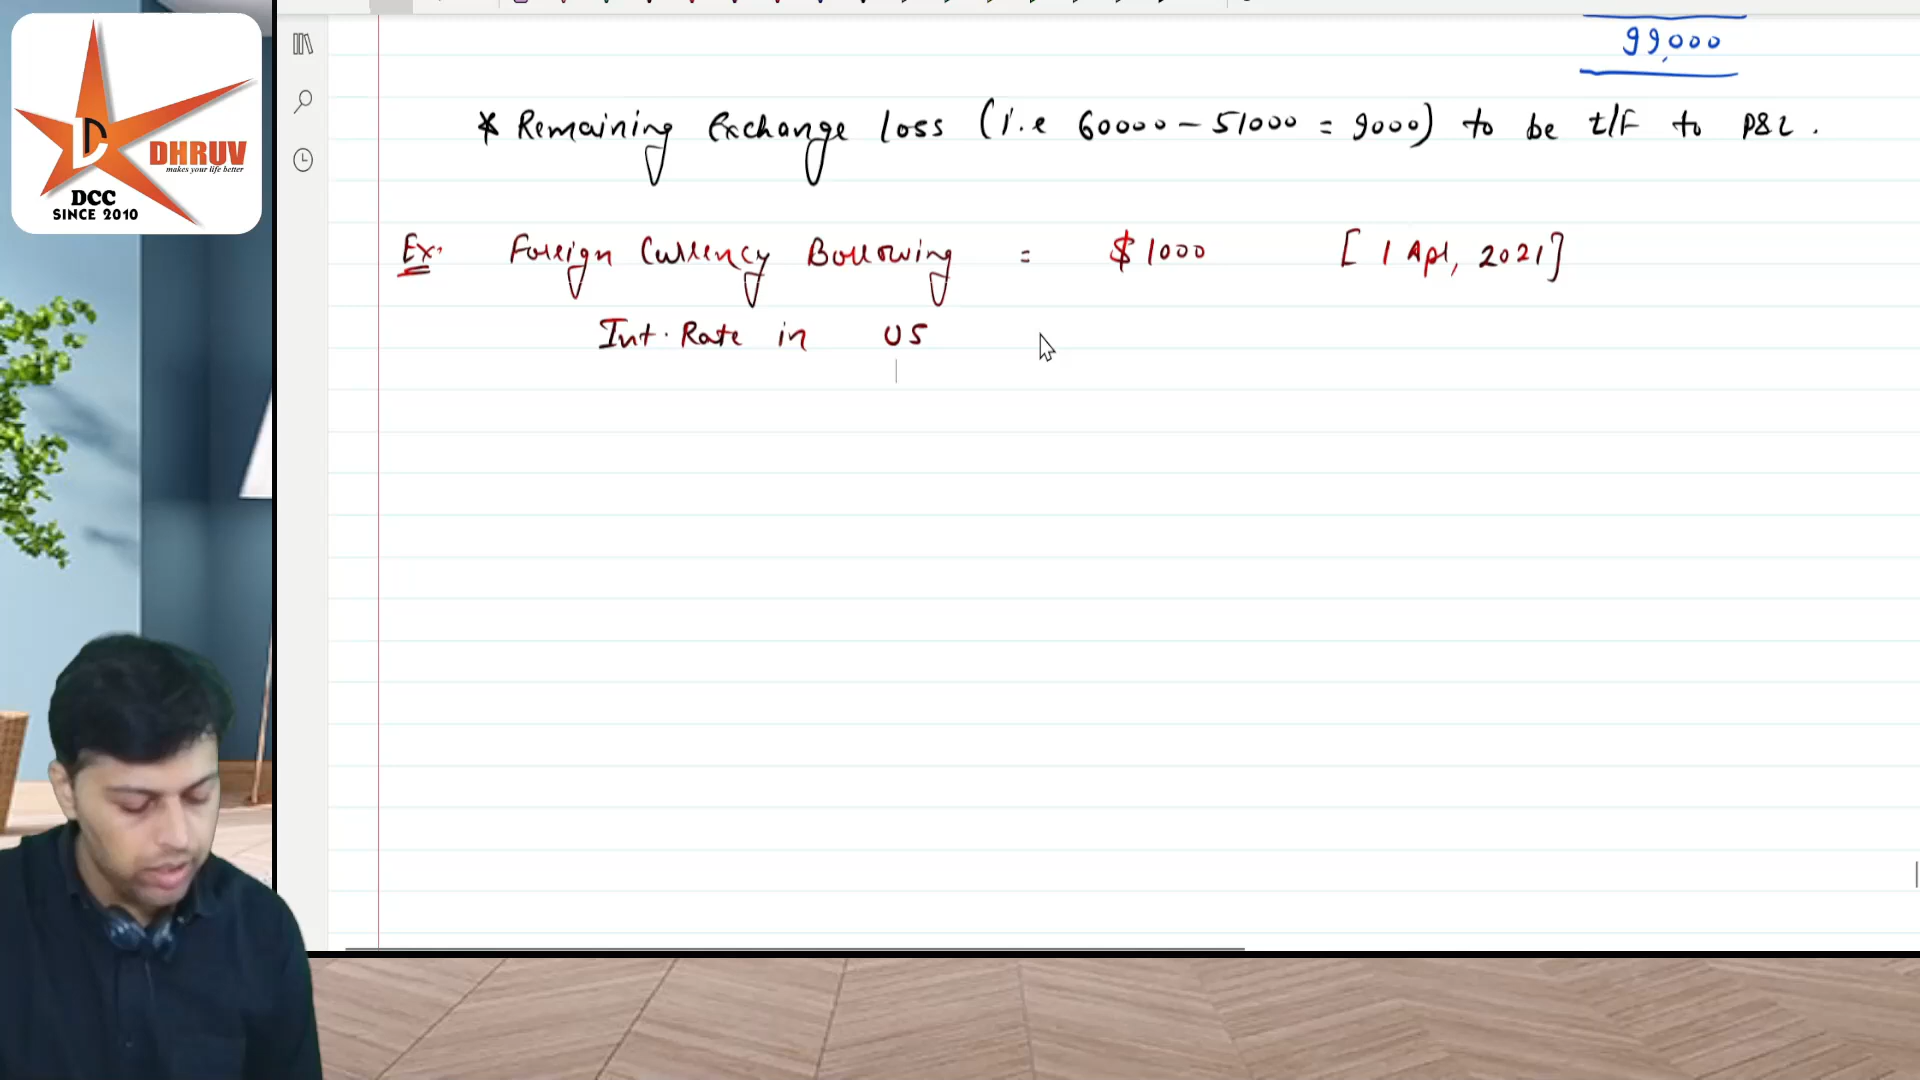 99,000
* Remaining Exchange loss (i.e 60000 - 51000 = 9000) to be t/F to P&L.
Ex. Foreign Currency Borrowing = $1000 [1 Apr, 2021]
Int. Rate in US
D
DHRUV
makes your life better
DCC
SINCE 2010